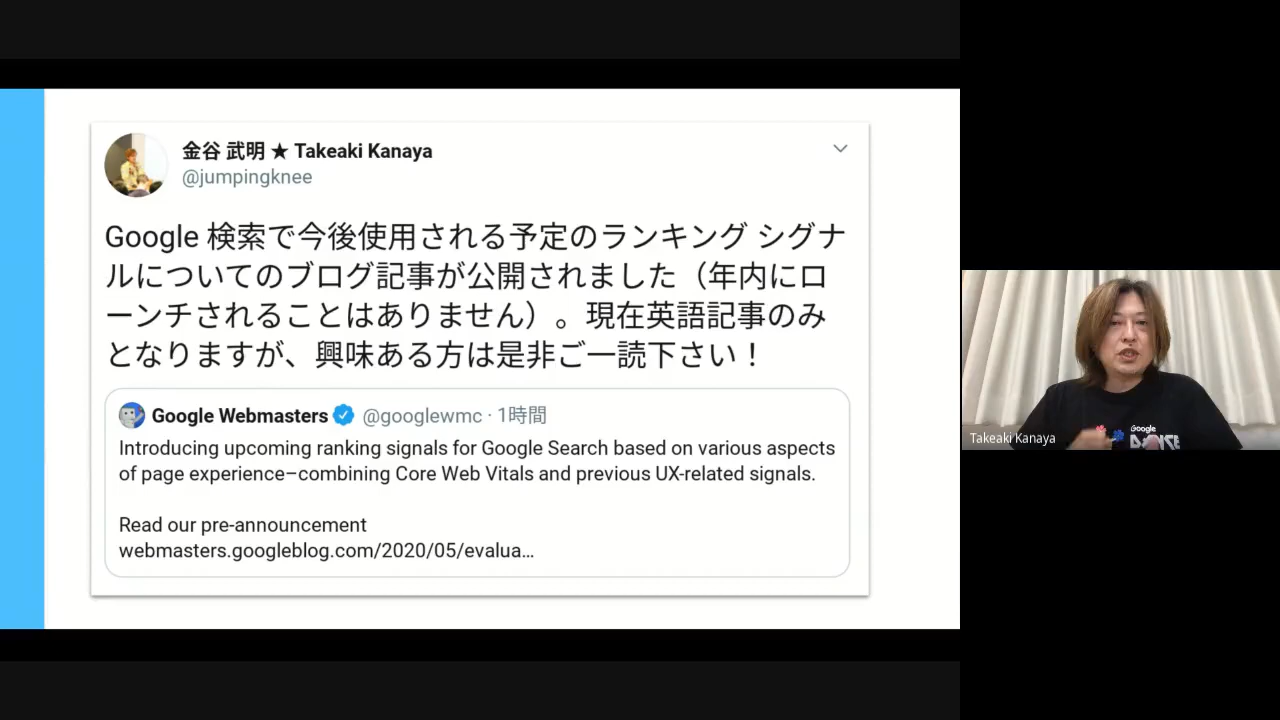 金谷 武明 ★ Takeaki Kanaya
@jumpingknee
Google 検索で今後使用される予定のランキング シグナ
ルについてのブログ記事が公開されました（年内にロ
ーンチされることはありません）。現在英語記事のみ
となりますが、興味ある方は是非ご一読下さい！
Google Webmasters @googlewmc · 1時間
Introducing upcoming ranking signals for Google Search based on various aspects
of page experience–combining Core Web Vitals and previous UX-related signals.
Read our pre-announcement
webmasters.googleblog.com/2020/05/evalua…
Google
DANCE
Takeaki Kanaya